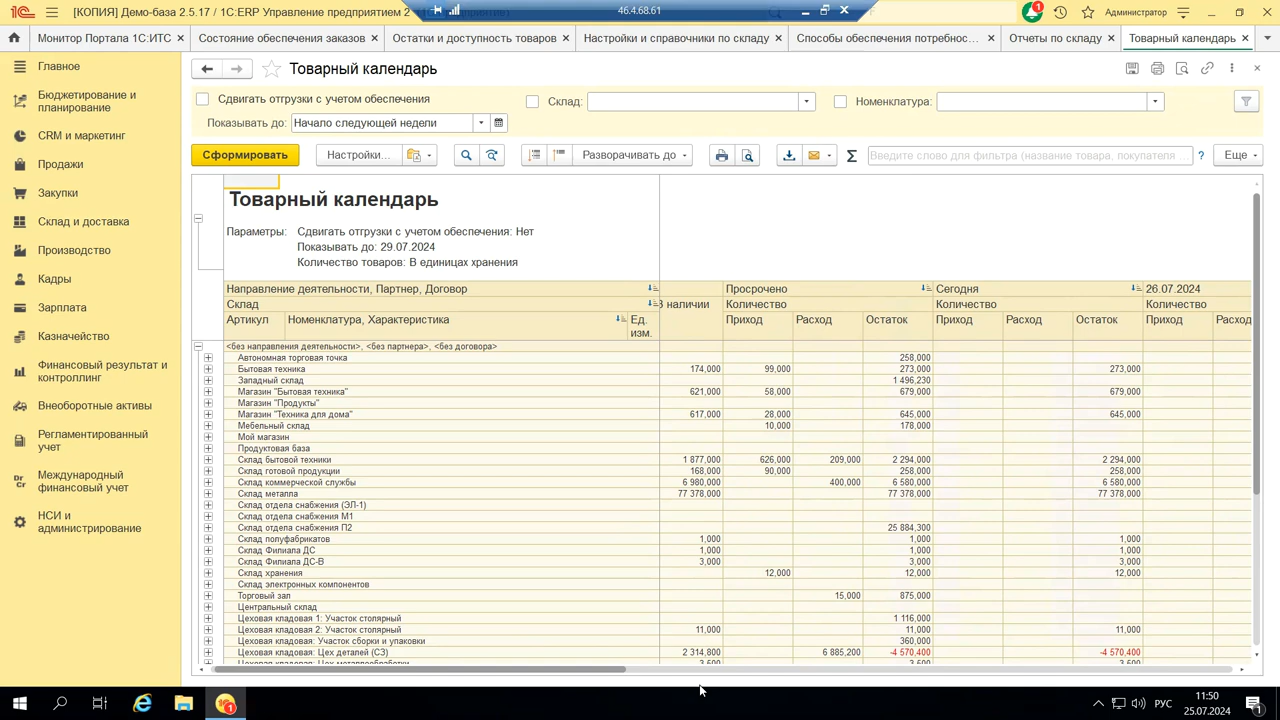 [КОПИЯ] Демо-база 2.5.17 / 1С:ERP Управление предприятием 2
46.4.68.61
Администратор
Монитор Портала 1С:ИТС
Состояние обеспечения заказов
Остатки и доступность товаров
Настройки и справочники по складу
Способы обеспечения потребнос...
Отчеты по складу
Товарный календарь
Главное
Бюджетирование и планирование
CRM и маркетинг
Продажи
Закупки
Склад и доставка
Производство
Кадры
Зарплата
Казначейство
Финансовый результат и контроллинг
Внеоборотные активы
Регламентированный учет
Международный финансовый учет
НСИ и администрирование
Товарный календарь
Сдвигать отгрузки с учетом обеспечения
Склад:
Номенклатура:
Показывать до: Начало следующей недели
Сформировать
Настройки...
Разворачивать до
Введите слово для фильтра (название товара, покупателя ...
?
Еще
Товарный календарь
Параметры: Сдвигать отгрузки с учетом обеспечения: Нет
Показывать до: 29.07.2024
Количество товаров: В единицах хранения
Направление деятельности, Партнер, Договор Просрочено Сегодня 26.07.2024
Склад В наличии Количество Количество Количество
Артикул Номенклатура, Характеристика Ед. изм. Приход Расход Остаток Приход Расход Остаток Приход Расход
<без направления деятельности>, <без партнера>, <без договора>
Автономная торговая точка 258,000
Бытовая техника 174,000 99,000 273,000 273,000
Западный склад 1 496,230
Магазин "Бытовая техника" 621,000 58,000 679,000 679,000
Магазин "Продукты"
Магазин "Техника для дома" 617,000 28,000 645,000 645,000
Мебельный склад 10,000 178,000
Мой магазин
Продуктовая база
Склад бытовой техники 1 877,000 626,000 209,000 2 294,000 2 294,000
Склад готовой продукции 168,000 90,000 258,000 258,000
Склад коммерческой службы 6 980,000 400,000 6 580,000 6 580,000
Склад металла 77 378,000 77 378,000 77 378,000
Склад отдела снабжения (ЭЛ-1)
Склад отдела снабжения М1
Склад отдела снабжения П2 25 884,300
Склад полуфабрикатов 1,000 1,000 1,000
Склад Филиала ДС 1,000 1,000 1,000
Склад Филиала ДС-В 3,000 3,000 3,000
Склад хранения 12,000 12,000 12,000
Склад электронных компонентов
Торговый зал 15,000 875,000
Центральный склад
Цеховая кладовая 1: Участок столярный 1 116,000
Цеховая кладовая 2: Участок столярный 11,000 11,000 11,000
Цеховая кладовая: Участок сборки и упаковки 360,000
Цеховая кладовая: Цех деталей (С3) 2 314,800 6 885,200 -4 570,400 -4 570,400
Цеховая кладовая: Цех металлообработки 3,500 3,500 3,500
РУС
11:50
25.07.2024